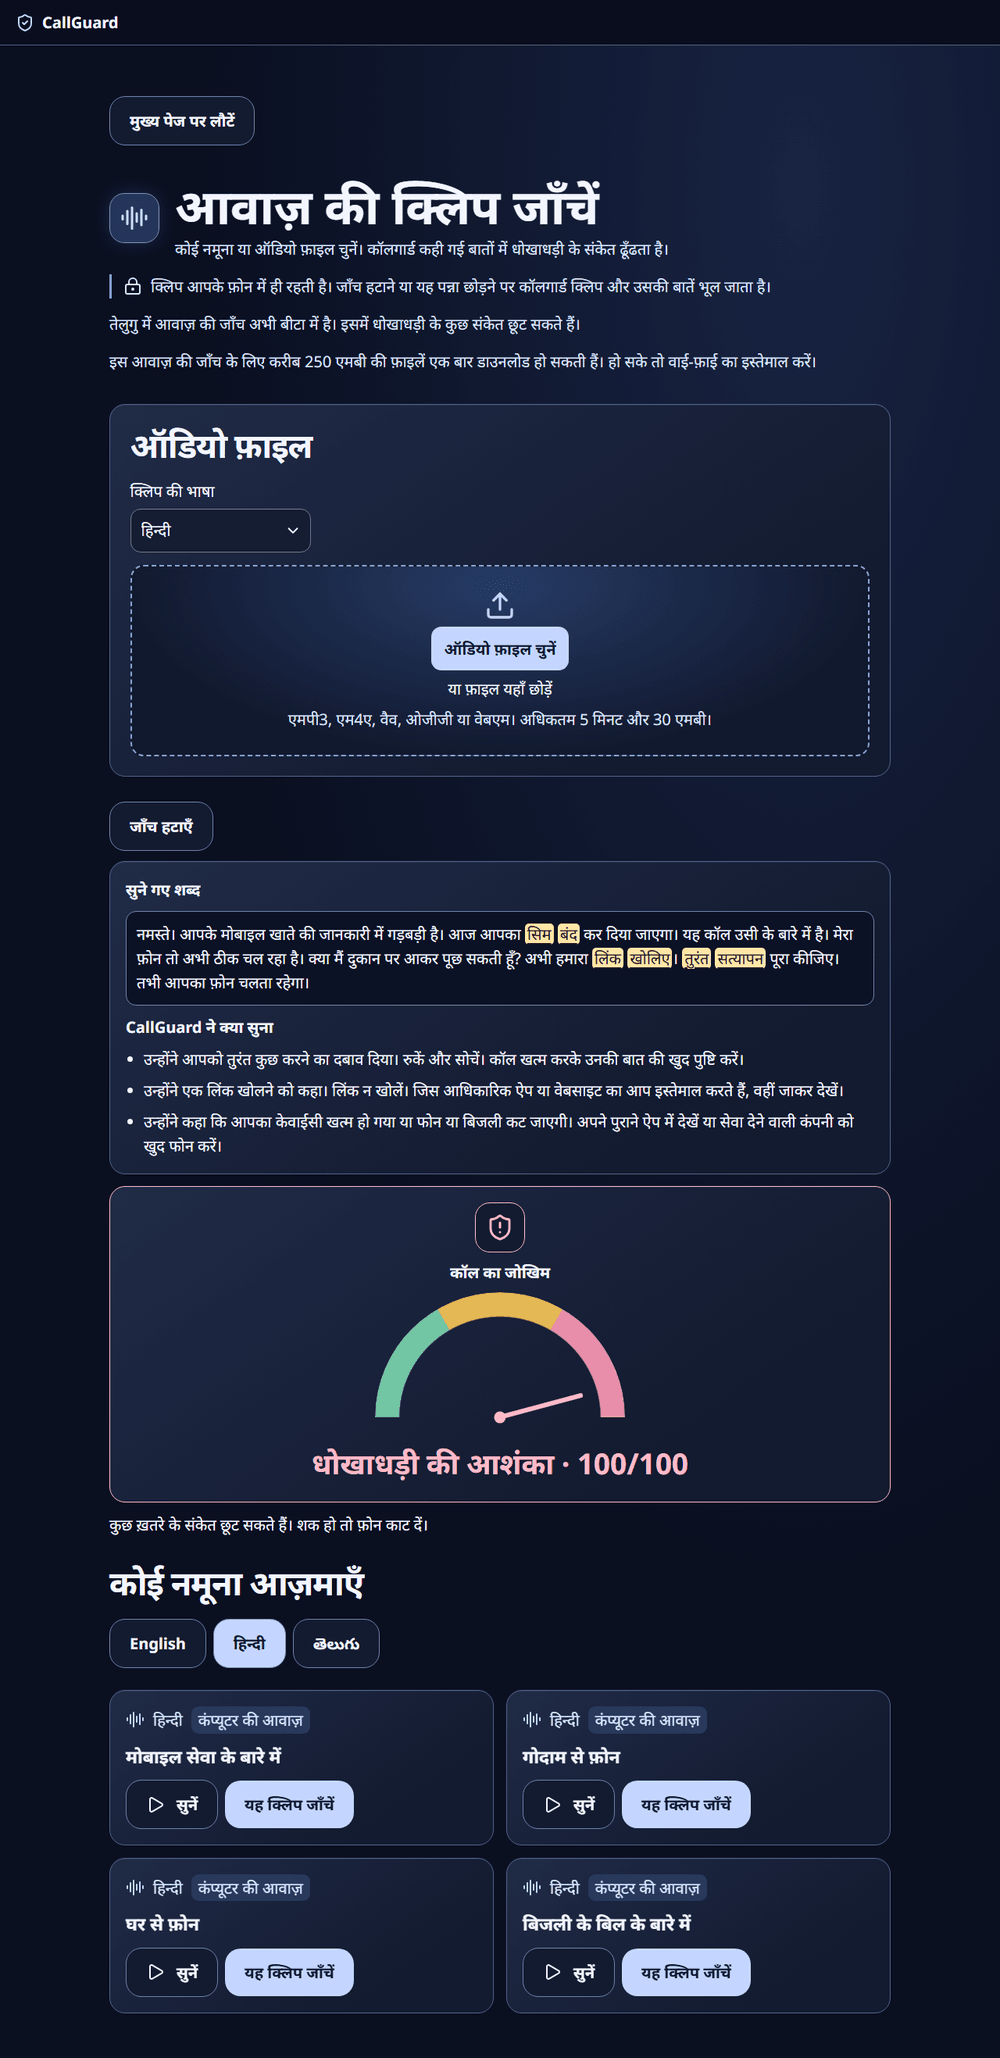 CallGuard
मुख्य पेज पर लौटें
आवाज़ की क्लिप जाँचें
कोई नमूना या ऑडियो फ़ाइल चुनें। कॉलगार्ड कही गई बातों में धोखाधड़ी के संकेत ढूँढता है।
क्लिप आपके फ़ोन में ही रहती है। जाँच हटाने या यह पन्ना छोड़ने पर कॉलगार्ड क्लिप और उसकी बातें भूल जाता है।
तेलुगु में आवाज़ की जाँच अभी बीटा में है। इसमें धोखाधड़ी के कुछ संकेत छूट सकते हैं।
इस आवाज़ की जाँच के लिए करीब 250 एमबी की फ़ाइलें एक बार डाउनलोड हो सकती हैं। हो सके तो वाई-फ़ाई का इस्तेमाल करें।
ऑडियो फ़ाइल
क्लिप की भाषा
हिन्दी
ऑडियो फ़ाइल चुनें
या फ़ाइल यहाँ छोड़ें
एमपी3, एम4ए, वैव, ओजीजी या वेबएम। अधिकतम 5 मिनट और 30 एमबी।
जाँच हटाएँ
सुने गए शब्द
नमस्ते। आपके मोबाइल खाते की जानकारी में गड़बड़ी है। आज आपका सिम बंद कर दिया जाएगा। यह कॉल उसी के बारे में है। मेरा
फ़ोन तो अभी ठीक चल रहा है। क्या मैं दुकान पर आकर पूछ सकती हूँ? अभी हमारा लिंक खोलिए। तुरंत सत्यापन पूरा कीजिए।
तभी आपका फ़ोन चलता रहेगा।
CallGuard ने क्या सुना
• उन्होंने आपको तुरंत कुछ करने का दबाव दिया। रुकें और सोचें। कॉल खत्म करके उनकी बात की खुद पुष्टि करें।
• उन्होंने एक लिंक खोलने को कहा। लिंक न खोलें। जिस आधिकारिक ऐप या वेबसाइट का आप इस्तेमाल करते हैं, वहीं जाकर देखें।
• उन्होंने कहा कि आपका केवाईसी खत्म हो गया या फोन या बिजली कट जाएगी। अपने पुराने ऐप में देखें या सेवा देने वाली कंपनी को
खुद फोन करें।
कॉल का जोखिम
धोखाधड़ी की आशंका · 100/100
कुछ ख़तरे के संकेत छूट सकते हैं। शक हो तो फ़ोन काट दें।
कोई नमूना आज़माएँ
English
हिन्दी
తెలుగు
हिन्दी कंप्यूटर की आवाज़
मोबाइल सेवा के बारे में
सुनें
यह क्लिप जाँचें
हिन्दी कंप्यूटर की आवाज़
गोदाम से फ़ोन
सुनें
यह क्लिप जाँचें
हिन्दी कंप्यूटर की आवाज़
घर से फ़ोन
सुनें
यह क्लिप जाँचें
हिन्दी कंप्यूटर की आवाज़
बिजली के बिल के बारे में
सुनें
यह क्लिप जाँचें